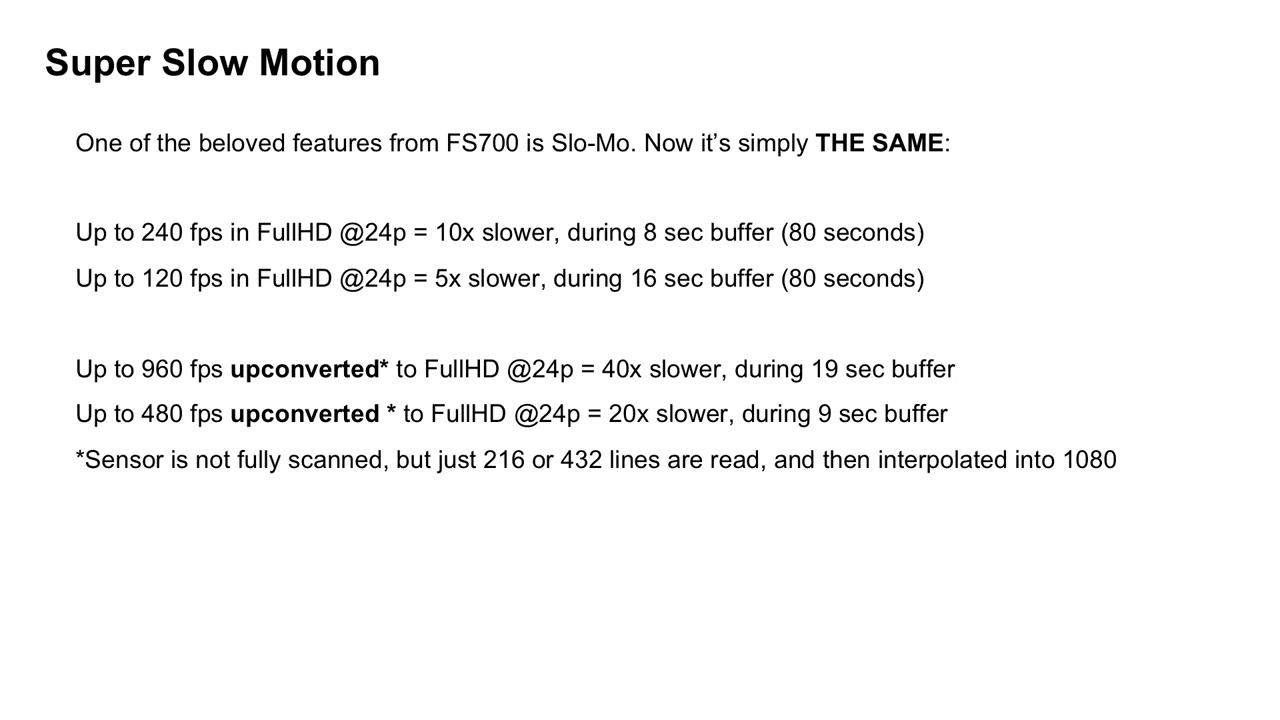 Super Slow Motion
One of the beloved features from FS700 is Slo-Mo. Now it’s simply THE SAME:
Up to 240 fps in FullHD @24p = 10x slower, during 8 sec buffer (80 seconds)
Up to 120 fps in FullHD @24p = 5x slower, during 16 sec buffer (80 seconds)
Up to 960 fps upconverted* to FullHD @24p = 40x slower, during 19 sec buffer
Up to 480 fps upconverted * to FullHD @24p = 20x slower, during 9 sec buffer
*Sensor is not fully scanned, but just 216 or 432 lines are read, and then interpolated into 1080